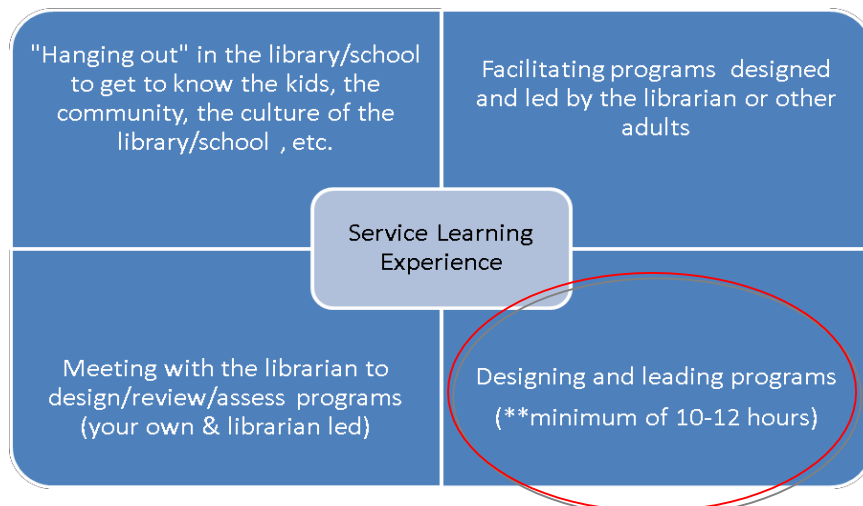 "Hanging out" in the library/school
to get to know the kids, the
community, the culture of the
library/school , etc.
Facilitating programs designed
and led by the librarian or other
adults
Service Learning
Experience
Meeting with the librarian to
design/review/assess programs
(your own & librarian led)
Designing and leading programs
(**minimum of 10-12 hours)